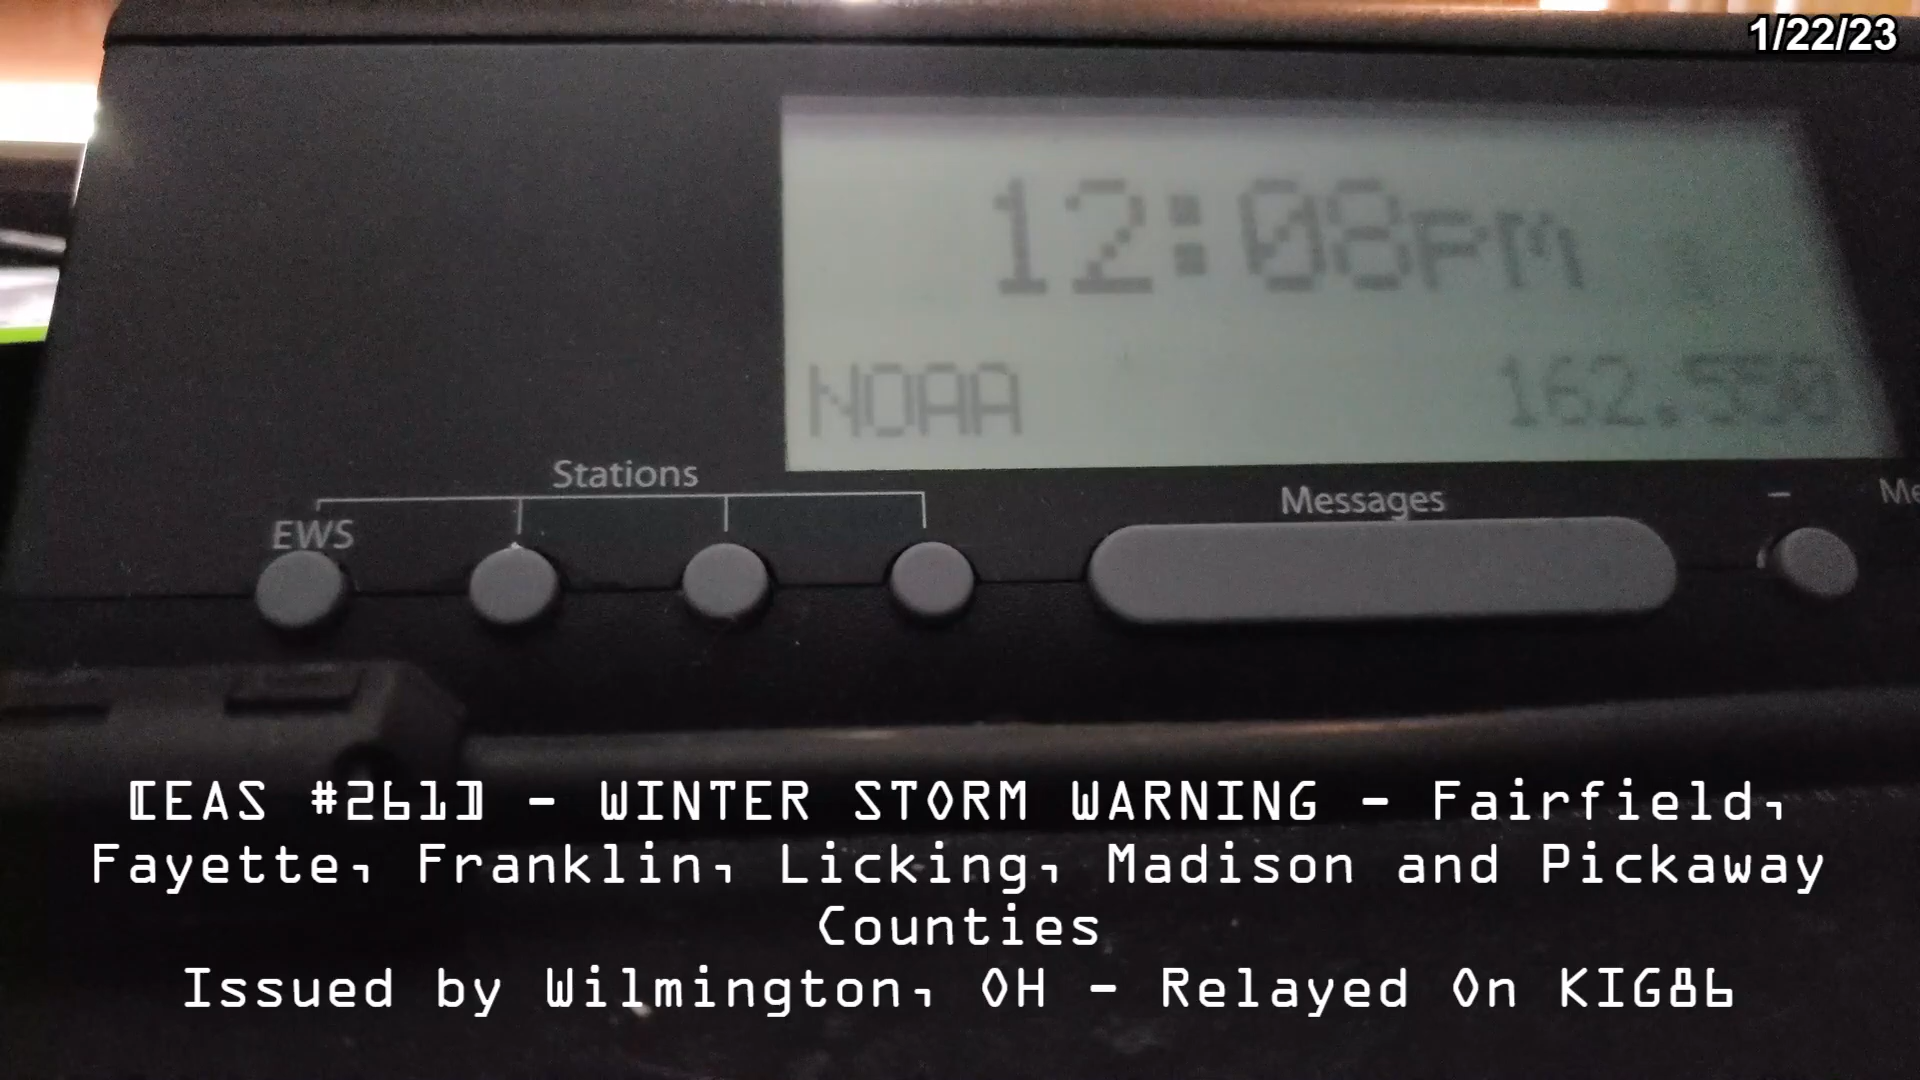 1/22/23
12:08PM
NOAA 162.550
Stations
EWS
Messages
–
Me
[EAS #261] - WINTER STORM WARNING - Fairfield,
Fayette, Franklin, Licking, Madison and Pickaway
Counties
Issued by Wilmington, OH - Relayed On KIG86